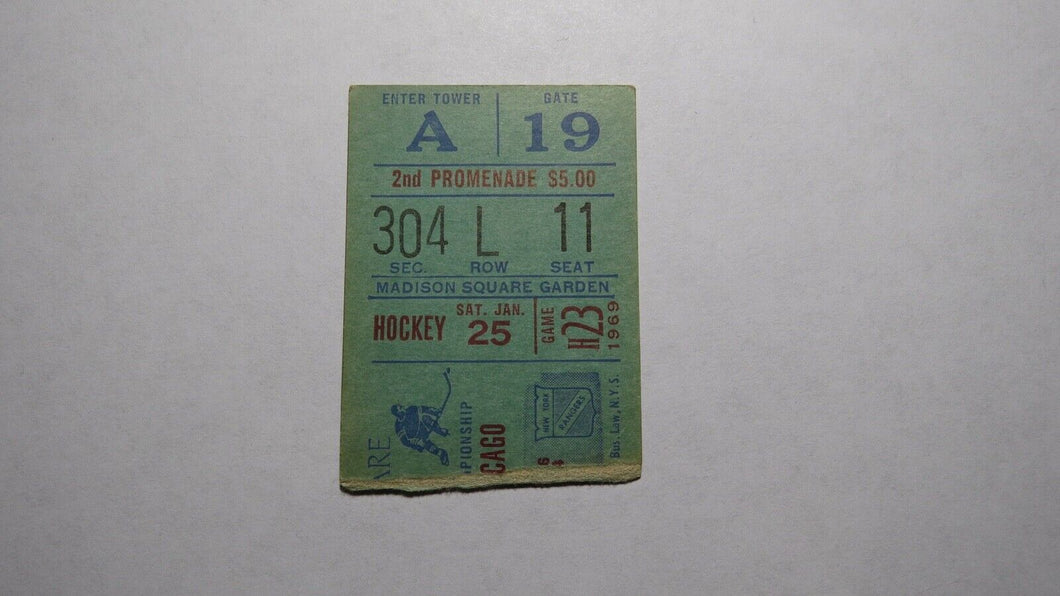 ENTER TOWER GATE
A 19
2nd PROMENADE $5.00
304 L 11
SEC. ROW SEAT
MADISON SQUARE GARDEN
HOCKEY SAT. JAN. 25 GAME H23 1969
ARE
PIONSHIP
CAGO
NEW YORK
RANGERS
Bus. Law, N.Y.S.